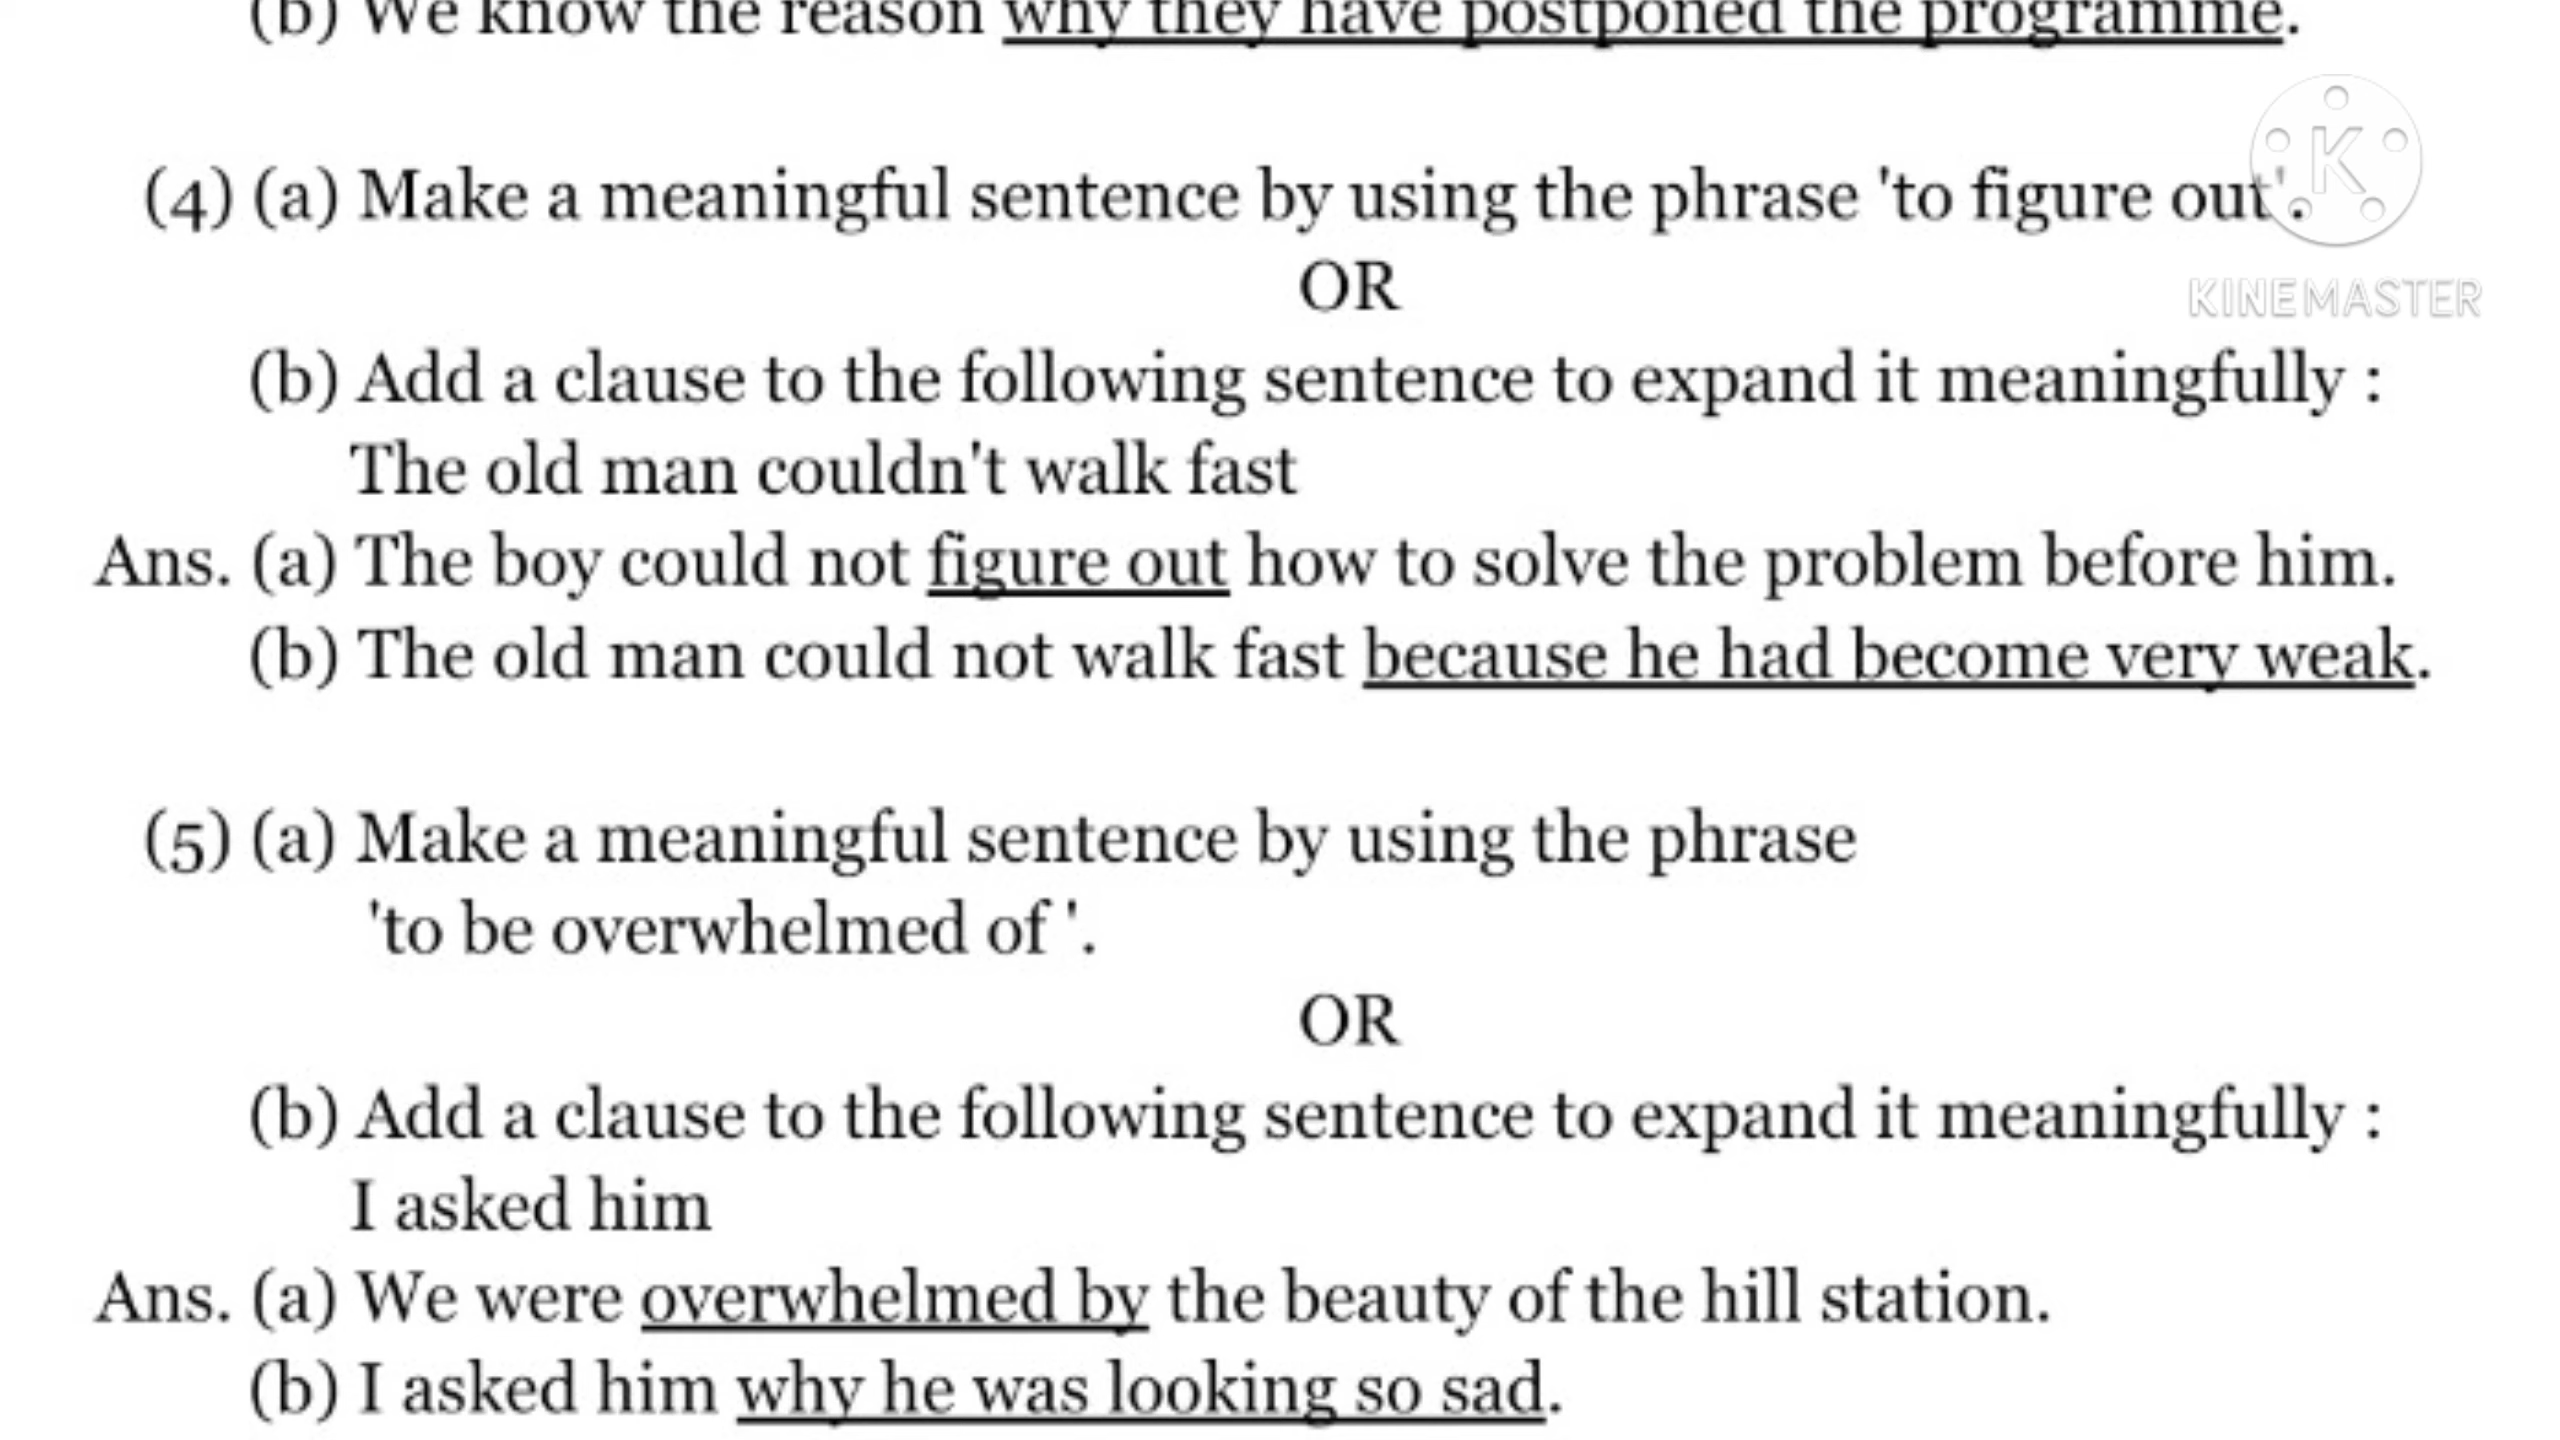 (b) We know the reason why they have postponed the programme.
(4) (a) Make a meaningful sentence by using the phrase 'to figure out'.
OR
KINEMASTER
(b) Add a clause to the following sentence to expand it meaningfully :
The old man couldn't walk fast
Ans. (a) The boy could not figure out how to solve the problem before him.
(b) The old man could not walk fast because he had become very weak.
(5) (a) Make a meaningful sentence by using the phrase
'to be overwhelmed of '.
OR
(b) Add a clause to the following sentence to expand it meaningfully :
I asked him
Ans. (a) We were overwhelmed by the beauty of the hill station.
(b) I asked him why he was looking so sad.